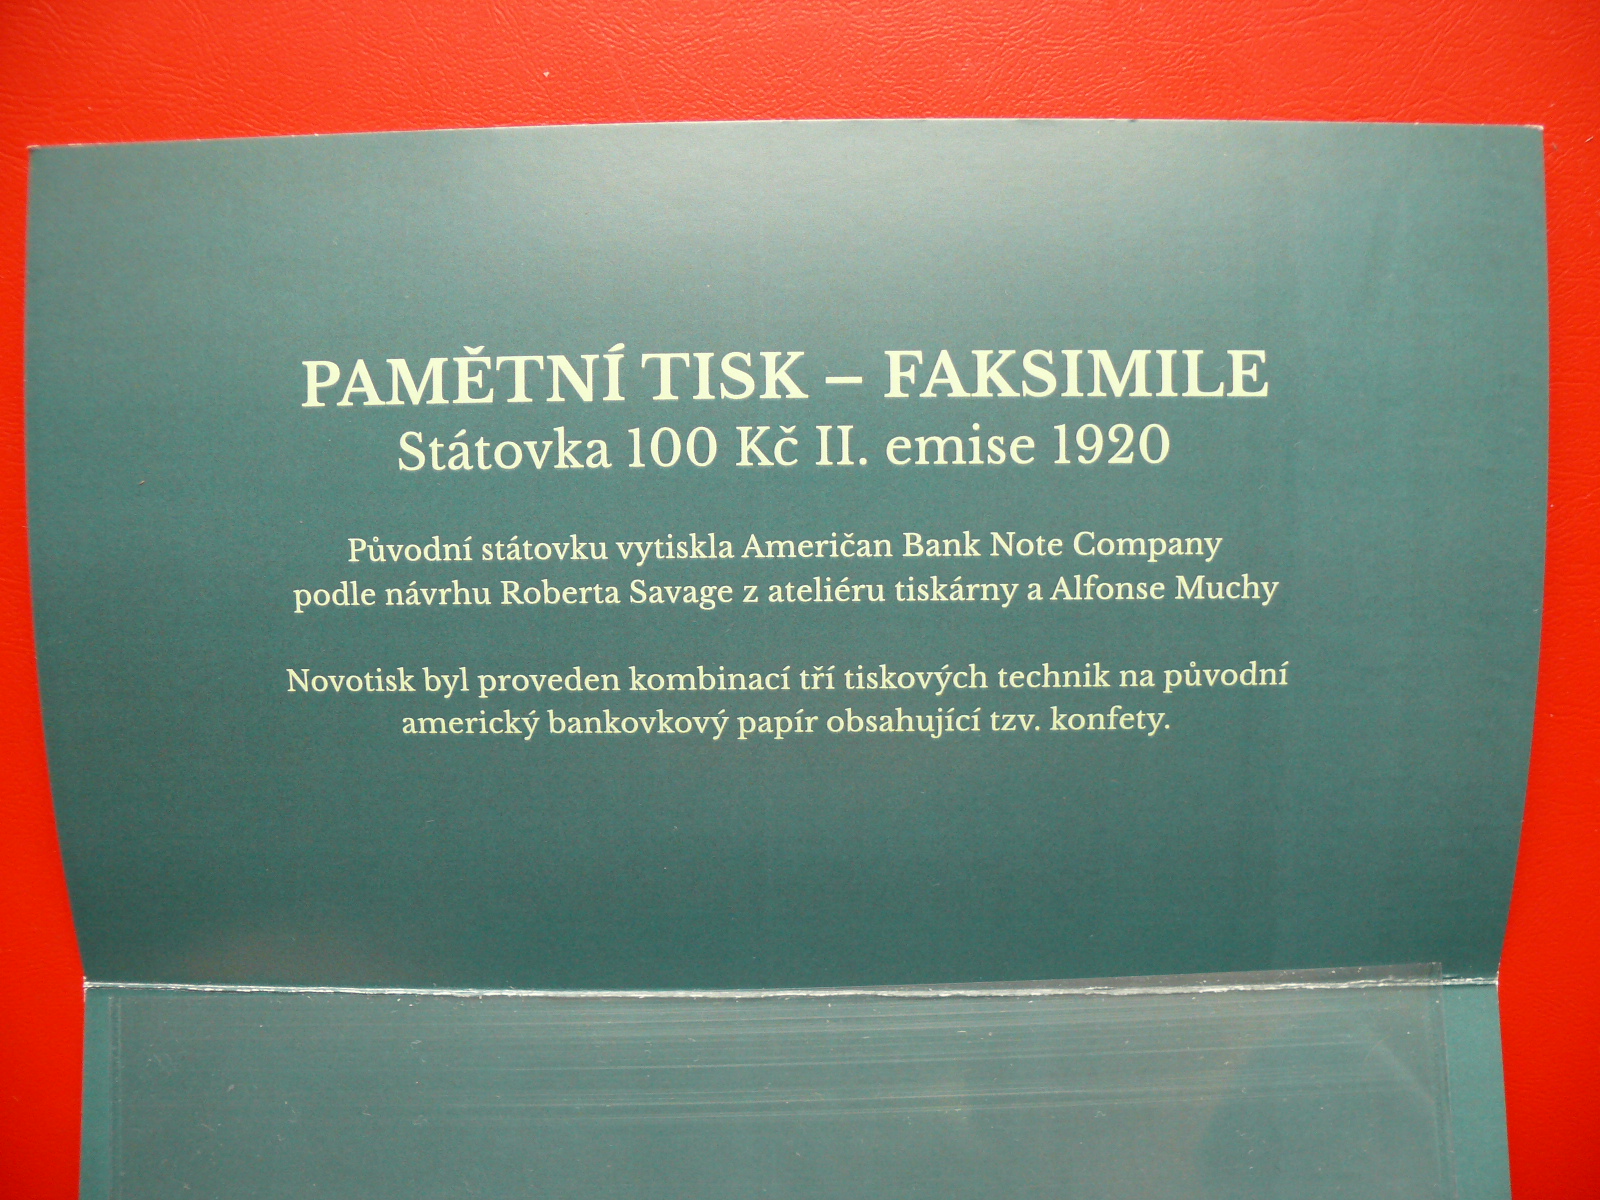 PAMĚTNÍ TISK – FAKSIMILE
Státovka 100 Kč II. emise 1920
Původní státovku vytiskla Američan Bank Note Company
podle návrhu Roberta Savage z ateliéru tiskárny a Alfonse Muchy
Novotisk byl proveden kombinací tří tiskových technik na původní
americký bankovkový papír obsahující tzv. konfety.